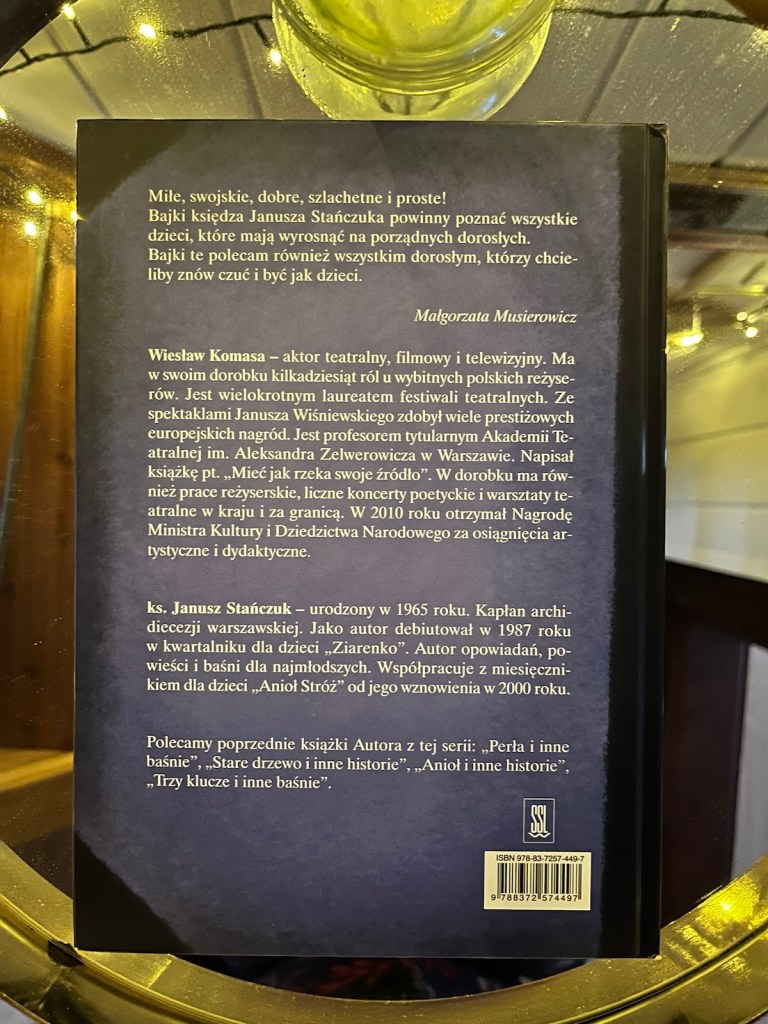 Miłe, swojskie, dobre, szlachetne i proste!
Bajki księdza Janusza Stańczuka powinny poznać wszystkie
dzieci, które mają wyrosnąć na porządnych dorosłych.
Bajki te polecam również wszystkim dorosłym, którzy chcie-
liby znów czuć i być jak dzieci.
Małgorzata Musierowicz
Wiesław Komasa – aktor teatralny, filmowy i telewizyjny. Ma
w swoim dorobku kilkadziesiąt ról u wybitnych polskich reżyse-
rów. Jest wielokrotnym laureatem festiwali teatralnych. Ze
spektaklami Janusza Wiśniewskiego zdobył wiele prestiżowych
europejskich nagród. Jest profesorem tytularnym Akademii Te-
atralnej im. Aleksandra Zelwerowicza w Warszawie. Napisał
książkę pt. „Mieć jak rzeka swoje źródło”. W dorobku ma rów-
nież prace reżyserskie, liczne koncerty poetyckie i warsztaty te-
atralne w kraju i za granicą. W 2010 roku otrzymał Nagrodę
Ministra Kultury i Dziedzictwa Narodowego za osiągnięcia ar-
tystyczne i dydaktyczne.
ks. Janusz Stańczuk – urodzony w 1965 roku. Kapłan archi-
diecezji warszawskiej. Jako autor debiutował w 1987 roku
w kwartalniku dla dzieci „Ziarenko”. Autor opowiadań, po-
wieści i baśni dla najmłodszych. Współpracuje z miesięczni-
kiem dla dzieci „Anioł Stróż” od jego wznowienia w 2000 roku.
Polecamy poprzednie książki Autora z tej serii: „Perła i inne
baśnie”, „Stare drzewo i inne historie”, „Anioł i inne historie”,
„Trzy klucze i inne baśnie”.
SSL
ISBN 978-83-7257-449-7
9 788372 574497